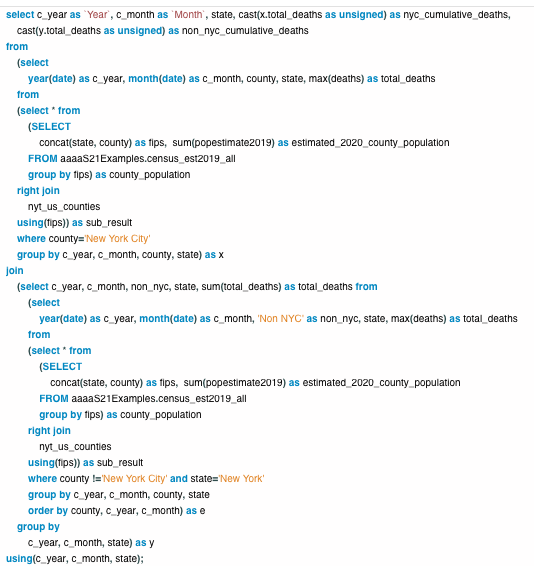 select c_year as `Year`, c_month as `Month`, state, cast(x.total_deaths as unsigned) as nyc_cumulative_deaths,
cast(y.total_deaths as unsigned) as non_nyc_cumulative_deaths
from
(select
year(date) as c_year, month(date) as c_month, county, state, max(deaths) as total_deaths
from
(select * from
(SELECT
concat(state, county) as fips, sum(popestimate2019) as estimated_2020_county_population
FROM aaaaS21Examples.census_est2019_all
group by fips) as county_population
right join
nyt_us_counties
using(fips)) as sub_result
where county='New York City'
group by c_year, c_month, county, state) as x
join
(select c_year, c_month, non_nyc, state, sum(total_deaths) as total_deaths from
(select
year(date) as c_year, month(date) as c_month, 'Non NYC' as non_nyc, state, max(deaths) as total_deaths
from
(select * from
(SELECT
concat(state, county) as fips, sum(popestimate2019) as estimated_2020_county_population
FROM aaaaS21Examples.census_est2019_all
group by fips) as county_population
right join
nyt_us_counties
using(fips)) as sub_result
where county !='New York City' and state='New York'
group by c_year, c_month, county, state
order by county, c_year, c_month) as e
group by
c_year, c_month, state) as y
using(c_year, c_month, state);